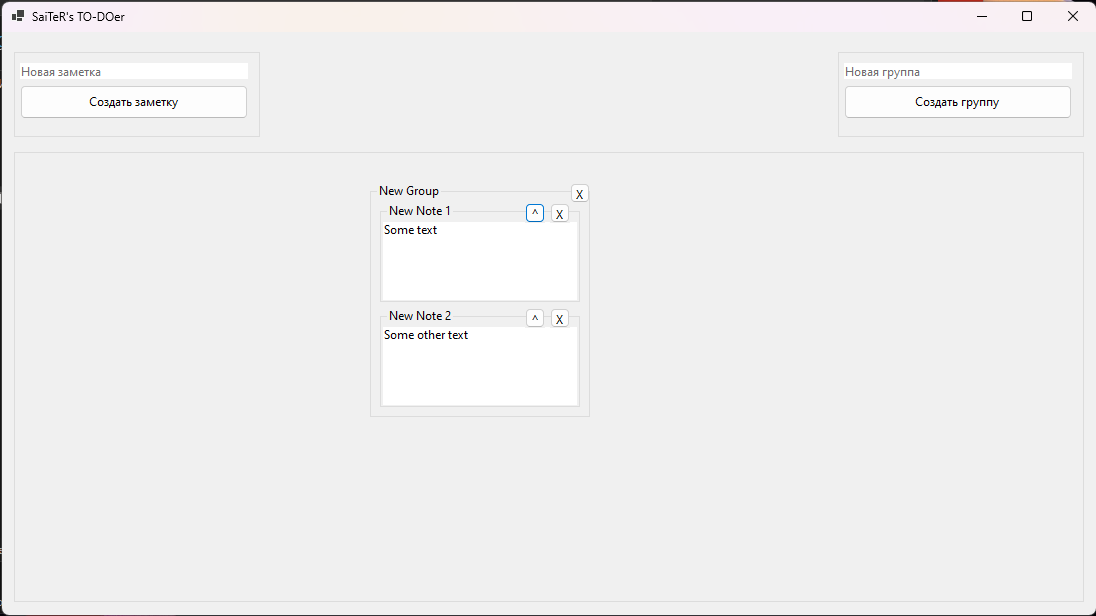 SaiTeR's TO-DOer
Новая заметка
Создать заметку
Новая группа
Создать группу
New Group
X
New Note 1
^
X
Some text
New Note 2
^
X
Some other text